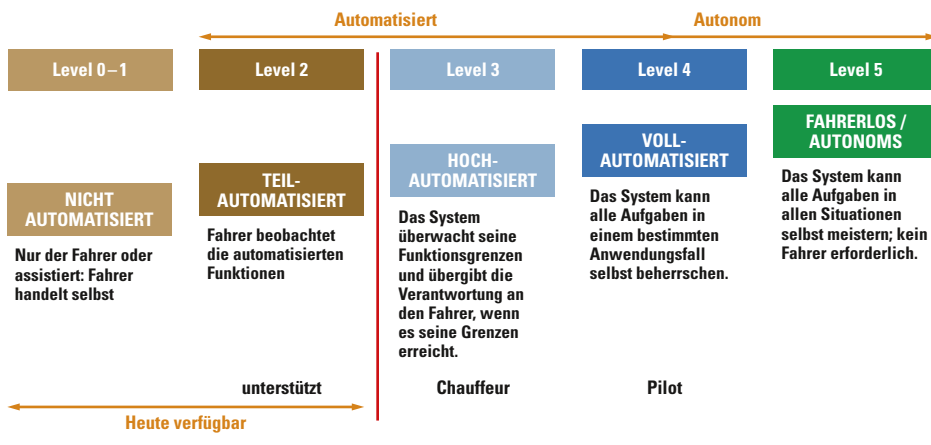 Automatisiert
Autonom
Level 0–1
Level 2
Level 3
Level 4
Level 5
NICHT
AUTOMATISIERT
Nur der Fahrer oder
assistiert: Fahrer
handelt selbst
TEIL-
AUTOMATISIERT
Fahrer beobachtet
die automatisierten
Funktionen
HOCH-
AUTOMATISIERT
Das System
überwacht seine
Funktionsgrenzen
und übergibt die
Verantwortung an
den Fahrer, wenn
es seine Grenzen
erreicht.
VOLL-
AUTOMATISIERT
Das System kann
alle Aufgaben in
einem bestimmten
Anwendungsfall
selbst beherrschen.
FAHRERLOS /
AUTONOMS
Das System kann
alle Aufgaben in
allen Situationen
selbst meistern; kein
Fahrer erforderlich.
unterstützt
Chauffeur
Pilot
Heute verfügbar